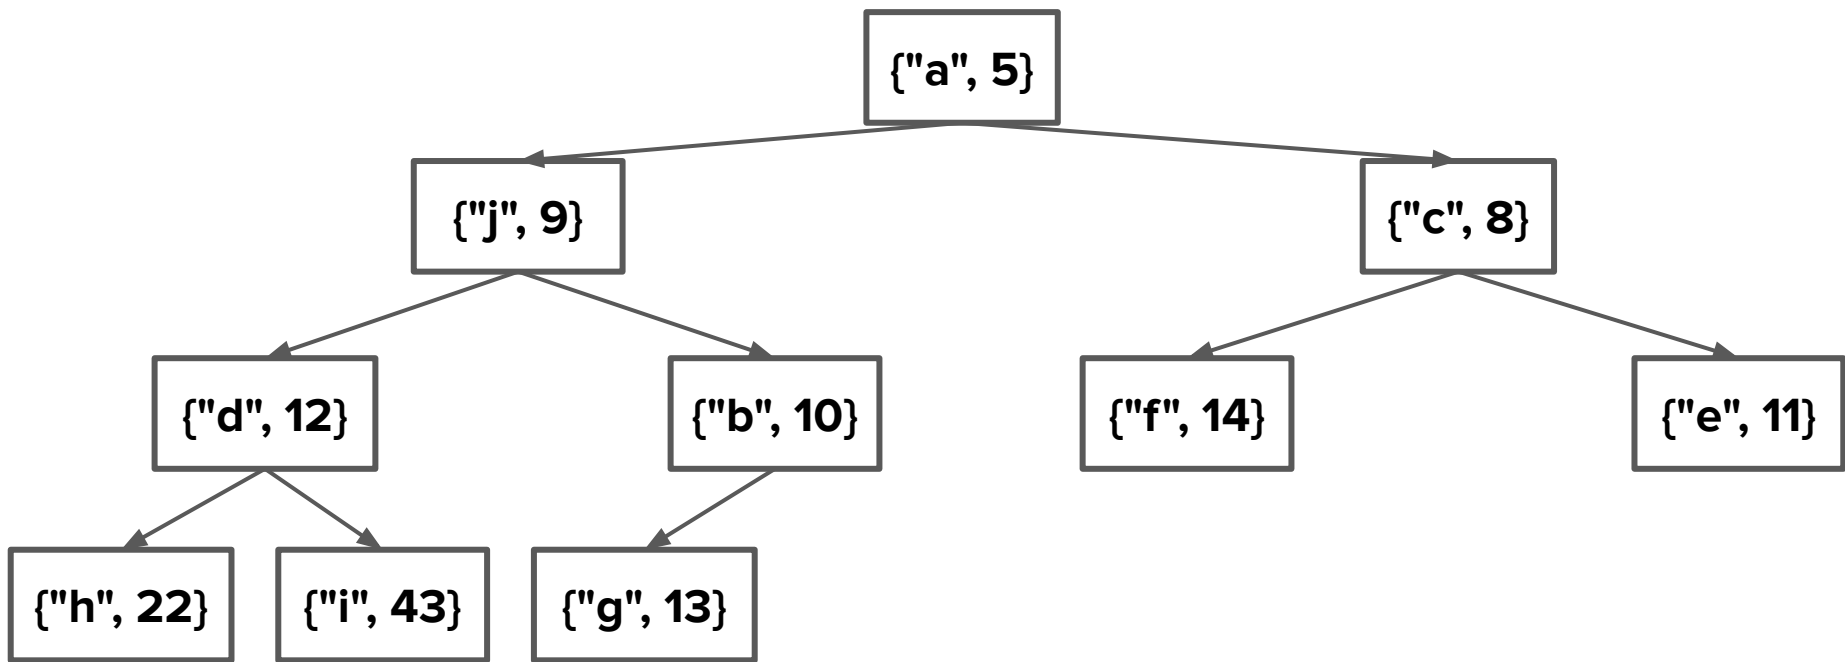 {"a", 5}
{"j", 9}
{"c", 8}
{"d", 12}
{"b", 10}
{"f", 14}
{"e", 11}
{"h", 22}
{"i", 43}
{"g", 13}